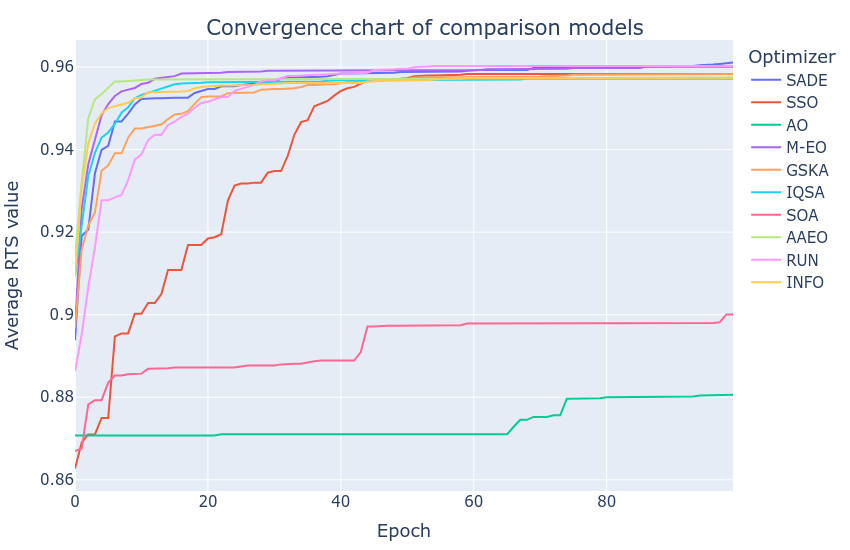 Convergence chart of comparison models
Optimizer
SADE
SSO
AO
M-EO
GSKA
IQSA
SOA
AAEO
RUN
INFO
Average RTS value
0.96
0.94
0.92
0.9
0.88
0.86
0
20
40
60
80
Epoch